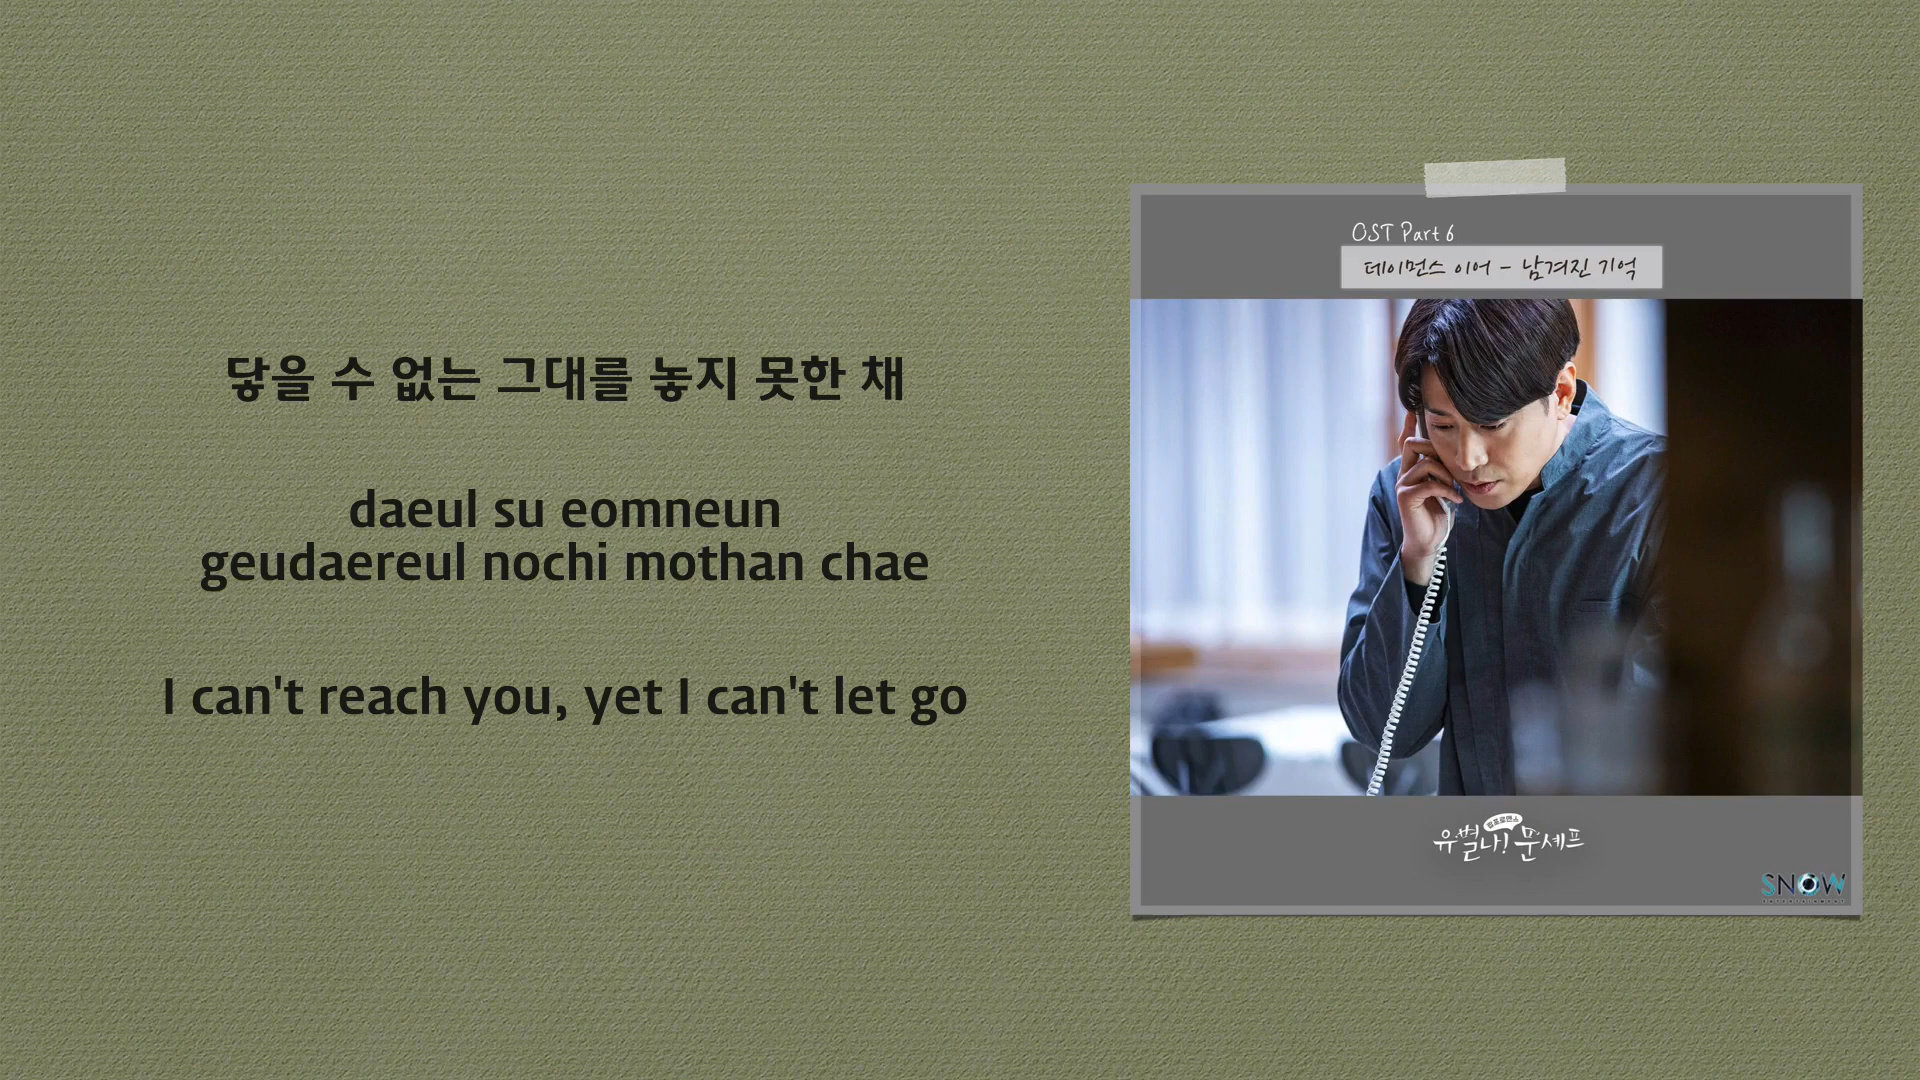 닿을 수 없는 그대를 놓지 못한 채
daeul su eomneun
geudaereul nochi mothan chae
I can't reach you, yet I can't let go
OST Part 6
데이먼스 이어 - 남겨진 기억
유별나! 문셰프
SNOW
ENTERTAINMENT